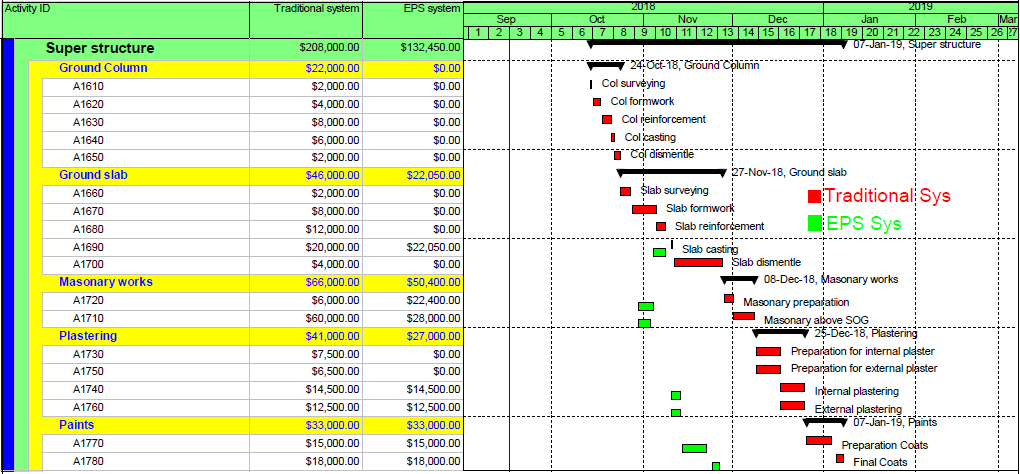 Activity ID Traditional system EPS system 2018 2019
Sep Oct Nov Dec Jan Feb Mar
1 2 3 4 5 6 7 8 9 10 11 12 13 14 15 16 17 18 19 20 21 22 23 24 25 26 27
Super structure $208,000.00 $132,450.00 07-Jan-19, Super structure
Ground Column $22,000.00 $0.00 24-Oct-18, Ground Column
A1610 $2,000.00 $0.00 Col surveying
A1620 $4,000.00 $0.00 Col formwork
A1630 $8,000.00 $0.00 Col reinforcement
A1640 $6,000.00 $0.00 Col casting
A1650 $2,000.00 $0.00 Col dismentle
Ground slab $46,000.00 $22,050.00 27-Nov-18, Ground slab
A1660 $2,000.00 $0.00 Slab surveying
Traditional Sys
A1670 $8,000.00 $0.00 Slab formwork
A1680 $12,000.00 $0.00 Slab reinforcement
EPS Sys
A1690 $20,000.00 $22,050.00 Slab casting
A1700 $4,000.00 $0.00 Slab dismentle
Masonary works $66,000.00 $50,400.00 08-Dec-18, Masonary works
A1720 $6,000.00 $22,400.00 Masonary preparatiion
A1710 $60,000.00 $28,000.00 Masonary above SOG
Plastering $41,000.00 $27,000.00 25-Dec-18, Plastering
A1730 $7,500.00 $0.00 Preparation for internal plaster
A1750 $6,500.00 $0.00 Preparation for external plaster
A1740 $14,500.00 $14,500.00 Internal plastering
A1760 $12,500.00 $12,500.00 External plastering
Paints $33,000.00 $33,000.00 07-Jan-19, Paints
A1770 $15,000.00 $15,000.00 Preparation Coats
A1780 $18,000.00 $18,000.00 Final Coats